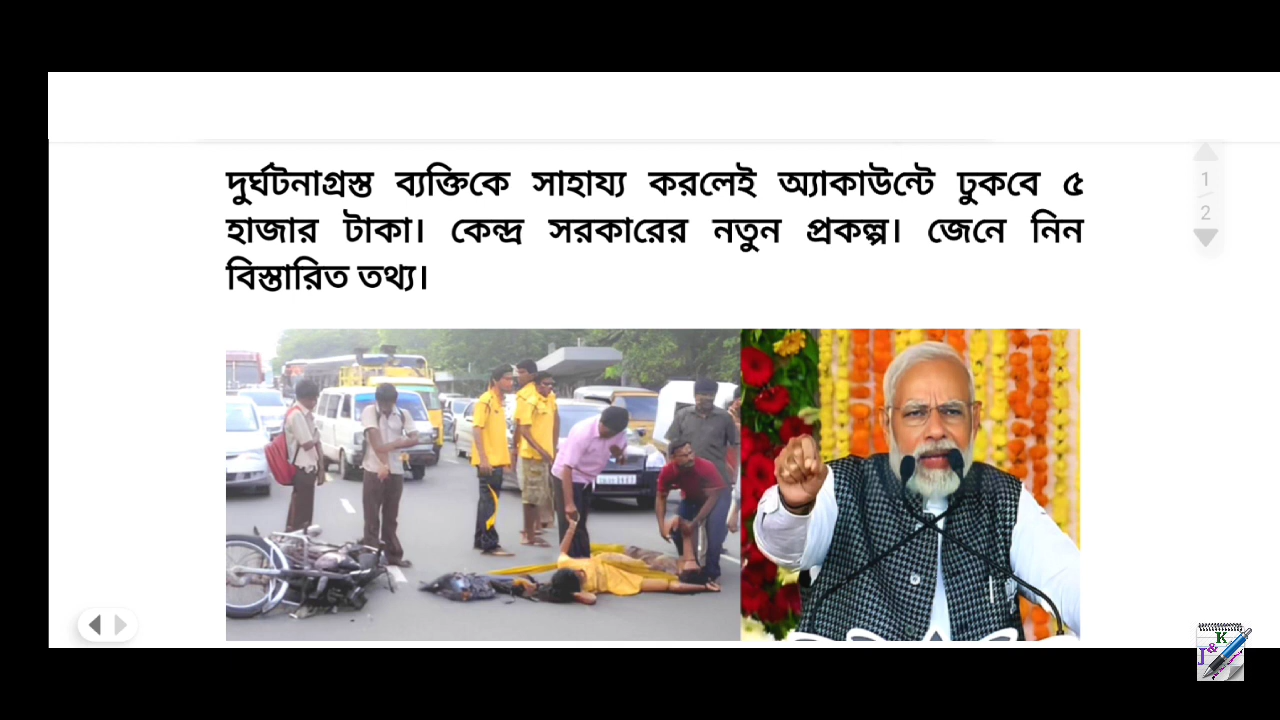 দুর্ঘটনাগ্রস্ত ব্যক্তিকে সাহায্য করলেই অ্যাকাউন্টে ঢুকবে ৫
হাজার টাকা। কেন্দ্র সরকারের নতুন প্রকল্প। জেনে নিন
বিস্তারিত তথ্য।
1
2
J&K